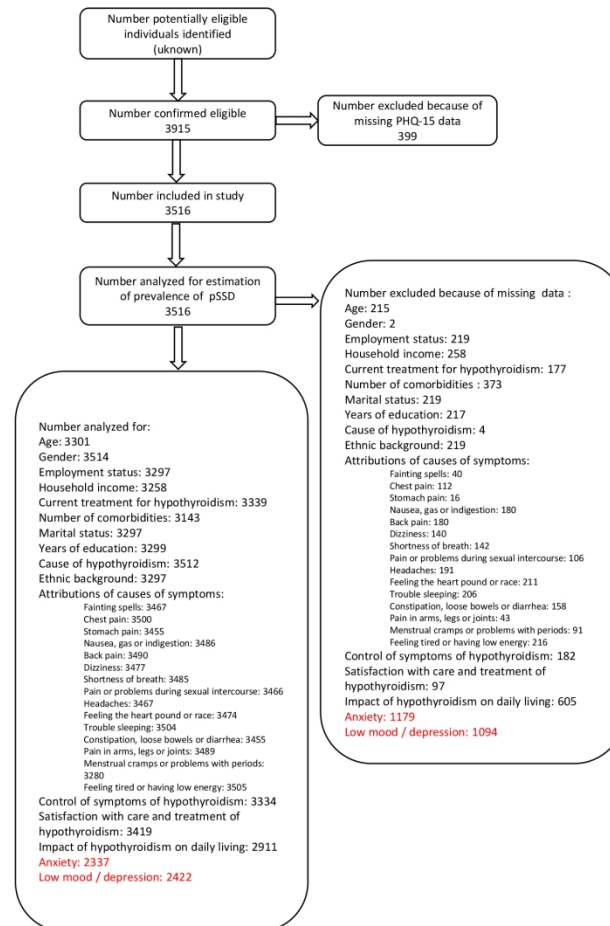 Number potentially eligible
individuals identified
(uknown)
Number confirmed eligible
3915
Number excluded because of
missing PHQ-15 data
399
Number included in study
3516
Number analyzed for estimation
of prevalence of pSSD
3516
Number excluded because of missing data :
Age: 215
Gender: 2
Employment status: 219
Household income: 258
Current treatment for hypothyroidism: 177
Number of comorbidities : 373
Marital status: 219
Years of education: 217
Cause of hypothyroidism: 4
Ethnic background: 219
Attributions of causes of symptoms:
Fainting spells: 40
Chest pain: 112
Stomach pain: 16
Nausea, gas or indigestion: 180
Back pain: 180
Dizziness: 140
Shortness of breath: 142
Pain or problems during sexual intercourse: 106
Headaches: 191
Feeling the heart pound or race: 211
Trouble sleeping: 206
Constipation, loose bowels or diarrhea: 158
Pain in arms, legs or joints: 43
Menstrual cramps or problems with periods: 91
Feeling tired or having low energy: 216
Control of symptoms of hypothyroidism: 182
Satisfaction with care and treatment of
hypothyroidism: 97
Impact of hypothyroidism on daily living: 605
Anxiety: 1179
Low mood / depression: 1094
Number analyzed for:
Age: 3301
Gender: 3514
Employment status: 3297
Household income: 3258
Current treatment for hypothyroidism: 3339
Number of comorbidities: 3143
Marital status: 3297
Years of education: 3299
Cause of hypothyroidism: 3512
Ethnic background: 3297
Attributions of causes of symptoms:
Fainting spells: 3467
Chest pain: 3500
Stomach pain: 3455
Nausea, gas or indigestion: 3486
Back pain: 3490
Dizziness: 3477
Shortness of breath: 3485
Pain or problems during sexual intercourse: 3466
Headaches: 3467
Feeling the heart pound or race: 3474
Trouble sleeping: 3504
Constipation, loose bowels or diarrhea: 3455
Pain in arms, legs or joints: 3489
Menstrual cramps or problems with periods:
3280
Feeling tired or having low energy: 3505
Control of symptoms of hypothyroidism: 3334
Satisfaction with care and treatment of
hypothyroidism: 3419
Impact of hypothyroidism on daily living: 2911
Anxiety: 2337
Low mood / depression: 2422